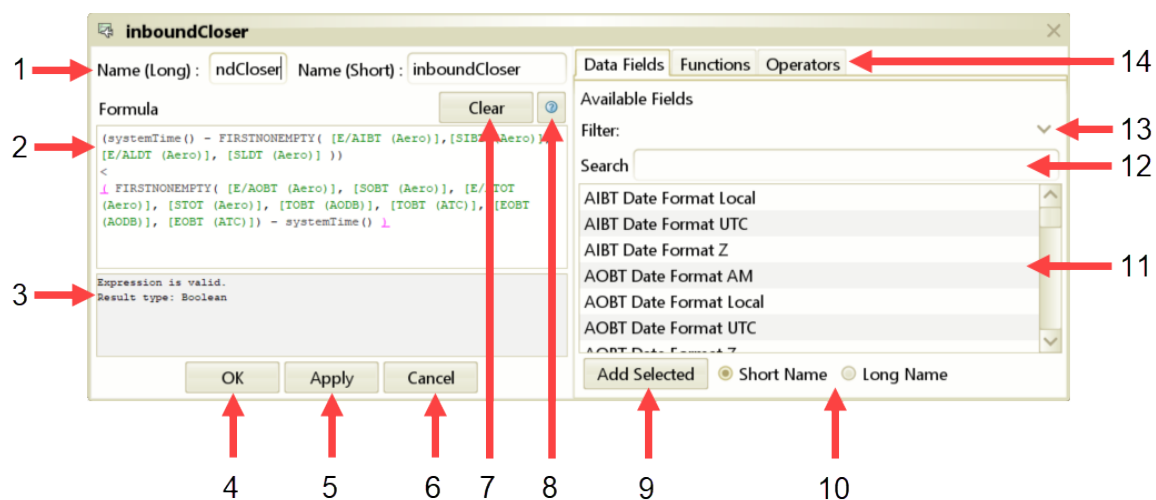 inboundCloser
1
Name (Long) : ndCloser Name (Short) : inboundCloser
Formula
Clear
2
(systemTime() - FIRSTNONEMPTY( [E/AIBT (Aero)],[SIBT (Aero)],
[E/ALDT (Aero)], [SLDT (Aero)] ))
<
( FIRSTNONEMPTY( [E/AOBT (Aero)], [SOBT (Aero)], [E/ATOT
(Aero)], [STOT (Aero)], [TOBT (AODB)], [TOBT (ATC)], [EOBT
(AODB)], [EOBT (ATC)]) - systemTime() )
3
Expression is valid.
Result type: Boolean
OK Apply Cancel
4 5 6 7 8
Data Fields Functions Operators
14
Available Fields
Filter:
13
Search
12
AIBT Date Format Local
AIBT Date Format UTC
AIBT Date Format Z
11
AOBT Date Format AM
AOBT Date Format Local
AOBT Date Format UTC
AOBT Date Format Z
Add Selected Short Name Long Name
9 10